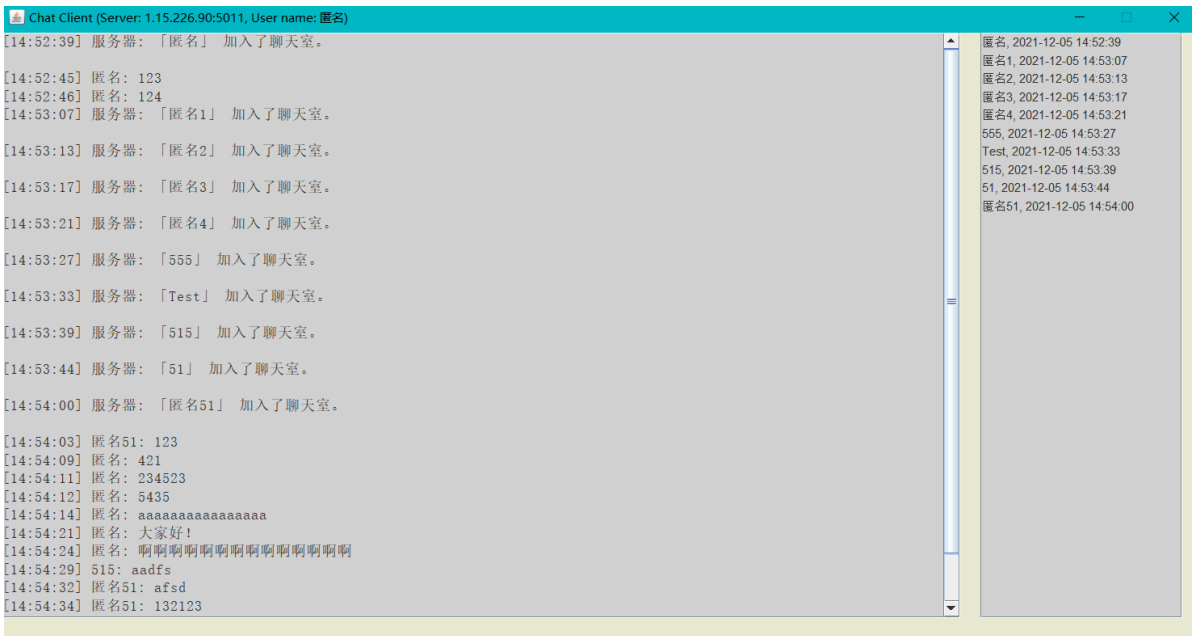 Chat Client (Server: 1.15.226.90:5011, User name: 匿名)
[14:52:39] 服务器: 「匿名」 加入了聊天室。
[14:52:45] 匿名: 123
[14:52:46] 匿名: 124
[14:53:07] 服务器: 「匿名1」 加入了聊天室。
[14:53:13] 服务器: 「匿名2」 加入了聊天室。
[14:53:17] 服务器: 「匿名3」 加入了聊天室。
[14:53:21] 服务器: 「匿名4」 加入了聊天室。
[14:53:27] 服务器: 「555」 加入了聊天室。
[14:53:33] 服务器: 「Test」 加入了聊天室。
[14:53:39] 服务器: 「515」 加入了聊天室。
[14:53:44] 服务器: 「51」 加入了聊天室。
[14:54:00] 服务器: 「匿名51」 加入了聊天室。
[14:54:03] 匿名51: 123
[14:54:09] 匿名: 421
[14:54:11] 匿名: 234523
[14:54:12] 匿名: 5435
[14:54:14] 匿名: aaaaaaaaaaaaaaaaa
[14:54:21] 匿名: 大家好!
[14:54:24] 匿名: 啊啊啊啊啊啊啊啊啊啊啊啊啊啊
[14:54:29] 515: aadfs
[14:54:32] 匿名51: afsd
[14:54:34] 匿名51: 132123
匿名, 2021-12-05 14:52:39
匿名1, 2021-12-05 14:53:07
匿名2, 2021-12-05 14:53:13
匿名3, 2021-12-05 14:53:17
匿名4, 2021-12-05 14:53:21
555, 2021-12-05 14:53:27
Test, 2021-12-05 14:53:33
515, 2021-12-05 14:53:39
51, 2021-12-05 14:53:44
匿名51, 2021-12-05 14:54:00